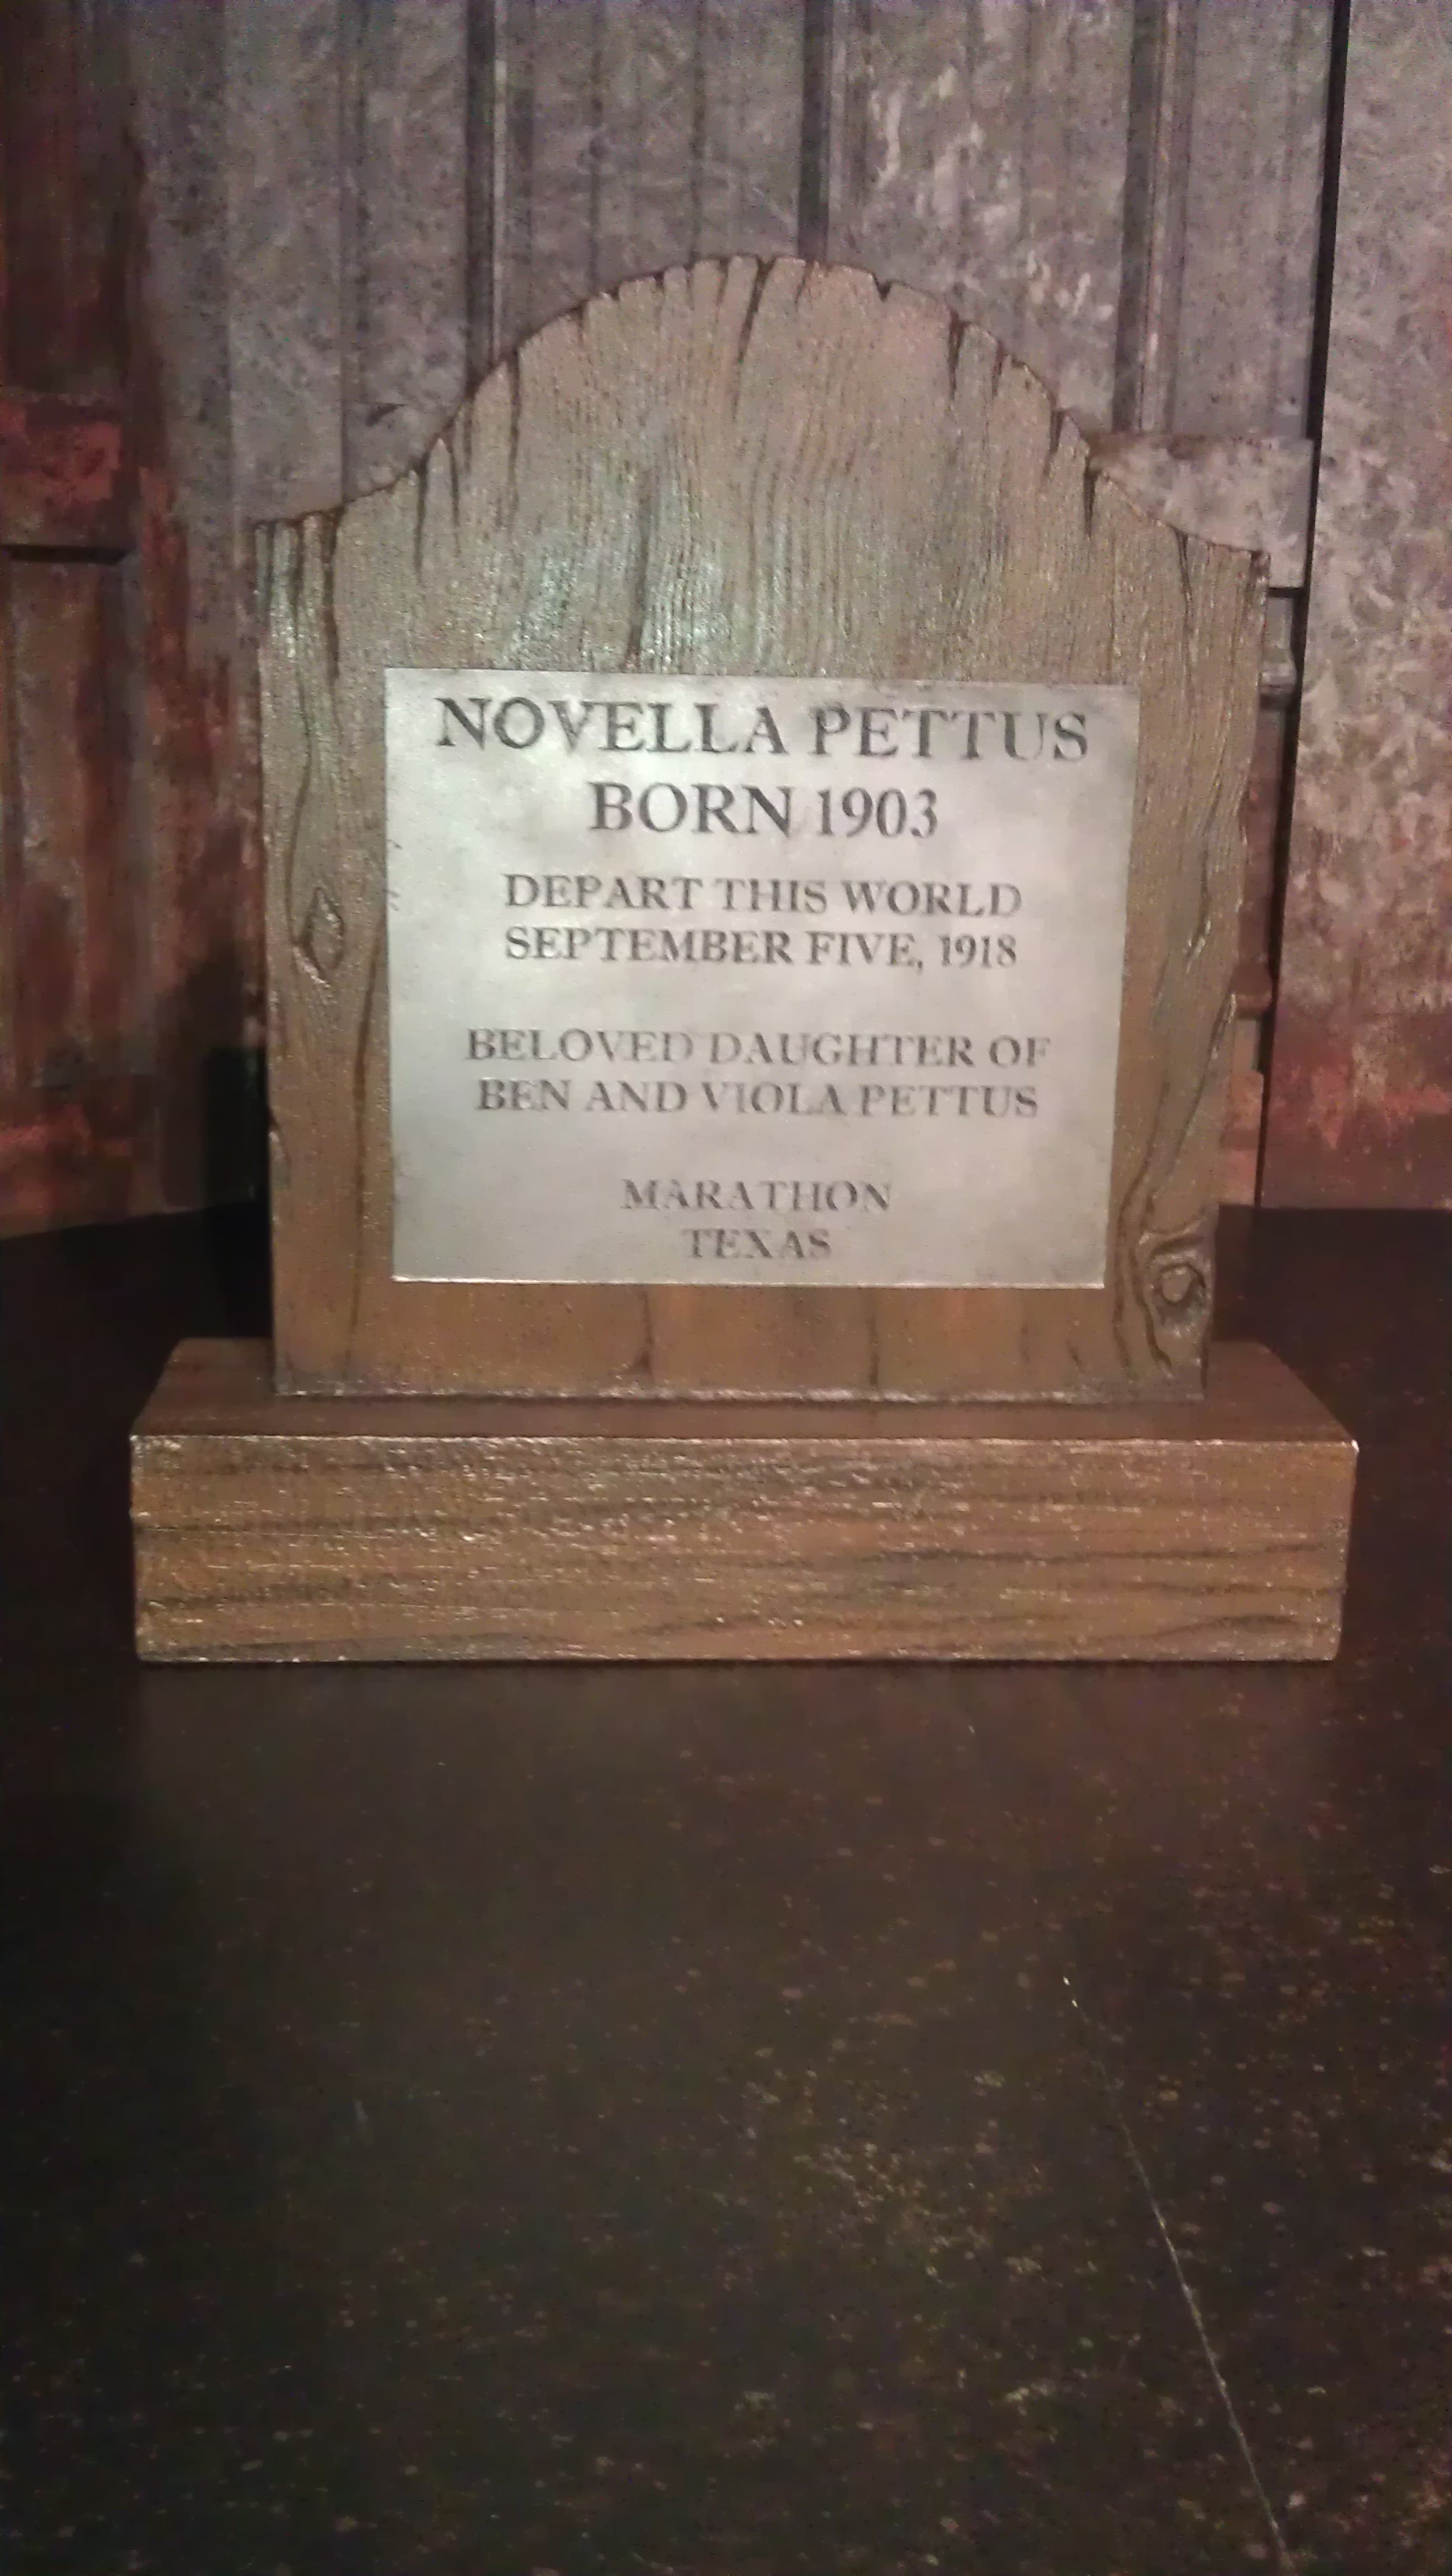 NOVELLA PETTUS
BORN 1903
DEPART THIS WORLD
SEPTEMBER FIVE, 1918
BELOVED DAUGHTER OF
BEN AND VIOLA PETTUS
MARATHON
TEXAS